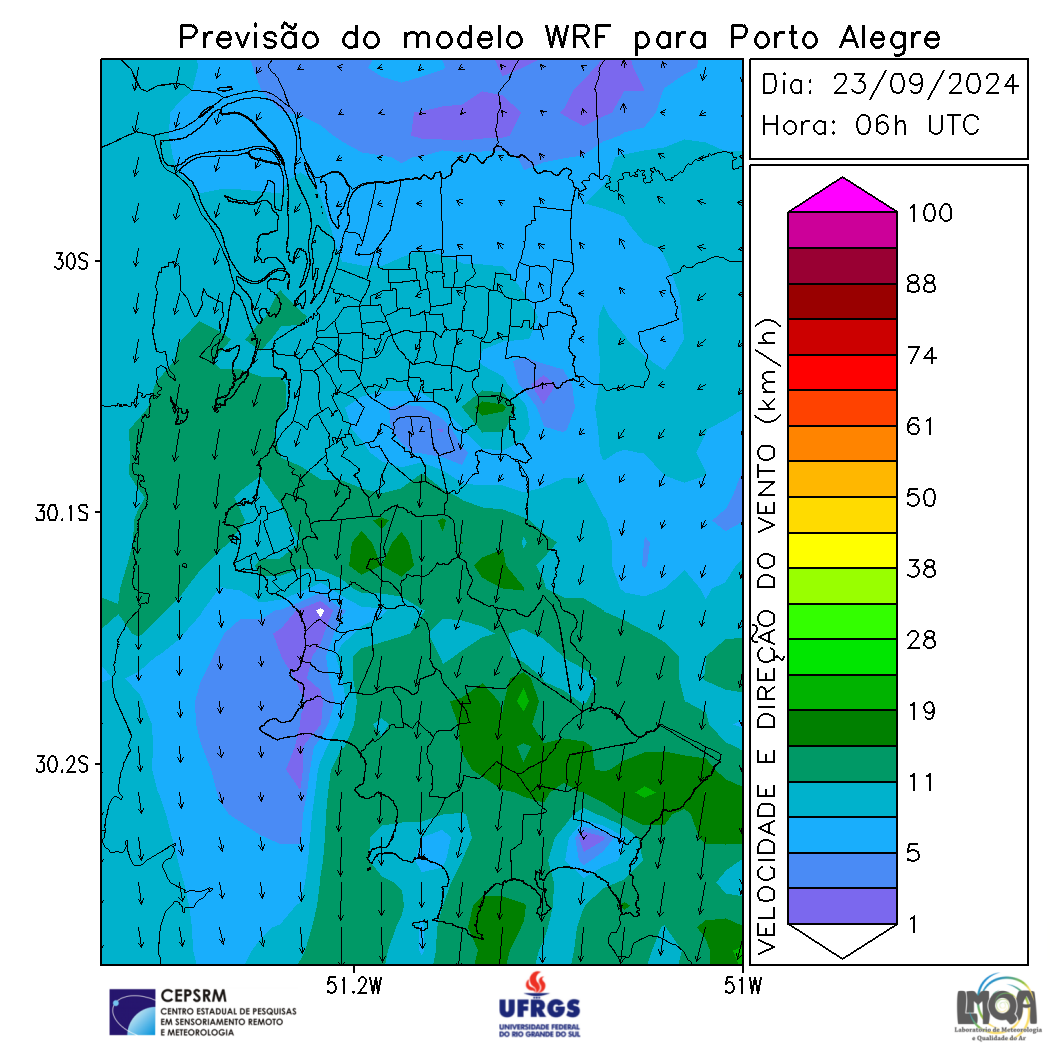 Previsão do modelo WRF para Porto Alegre
Dia: 23/09/2024
Hora: 06h UTC
30S
30.1S
30.2S
51.2W
51W
VELOCIDADE E DIREÇÃO DO VENTO (km/h)
100
88
74
61
50
38
28
19
11
5
1
CEPSRM
CENTRO ESTADUAL DE PESQUISAS
EM SENSORIAMENTO REMOTO
E METEOROLOGIA
UFRGS
UNIVERSIDADE FEDERAL
DO RIO GRANDE DO SUL
LMQA
Laboratório de Meteorologia
e Qualidade do Ar